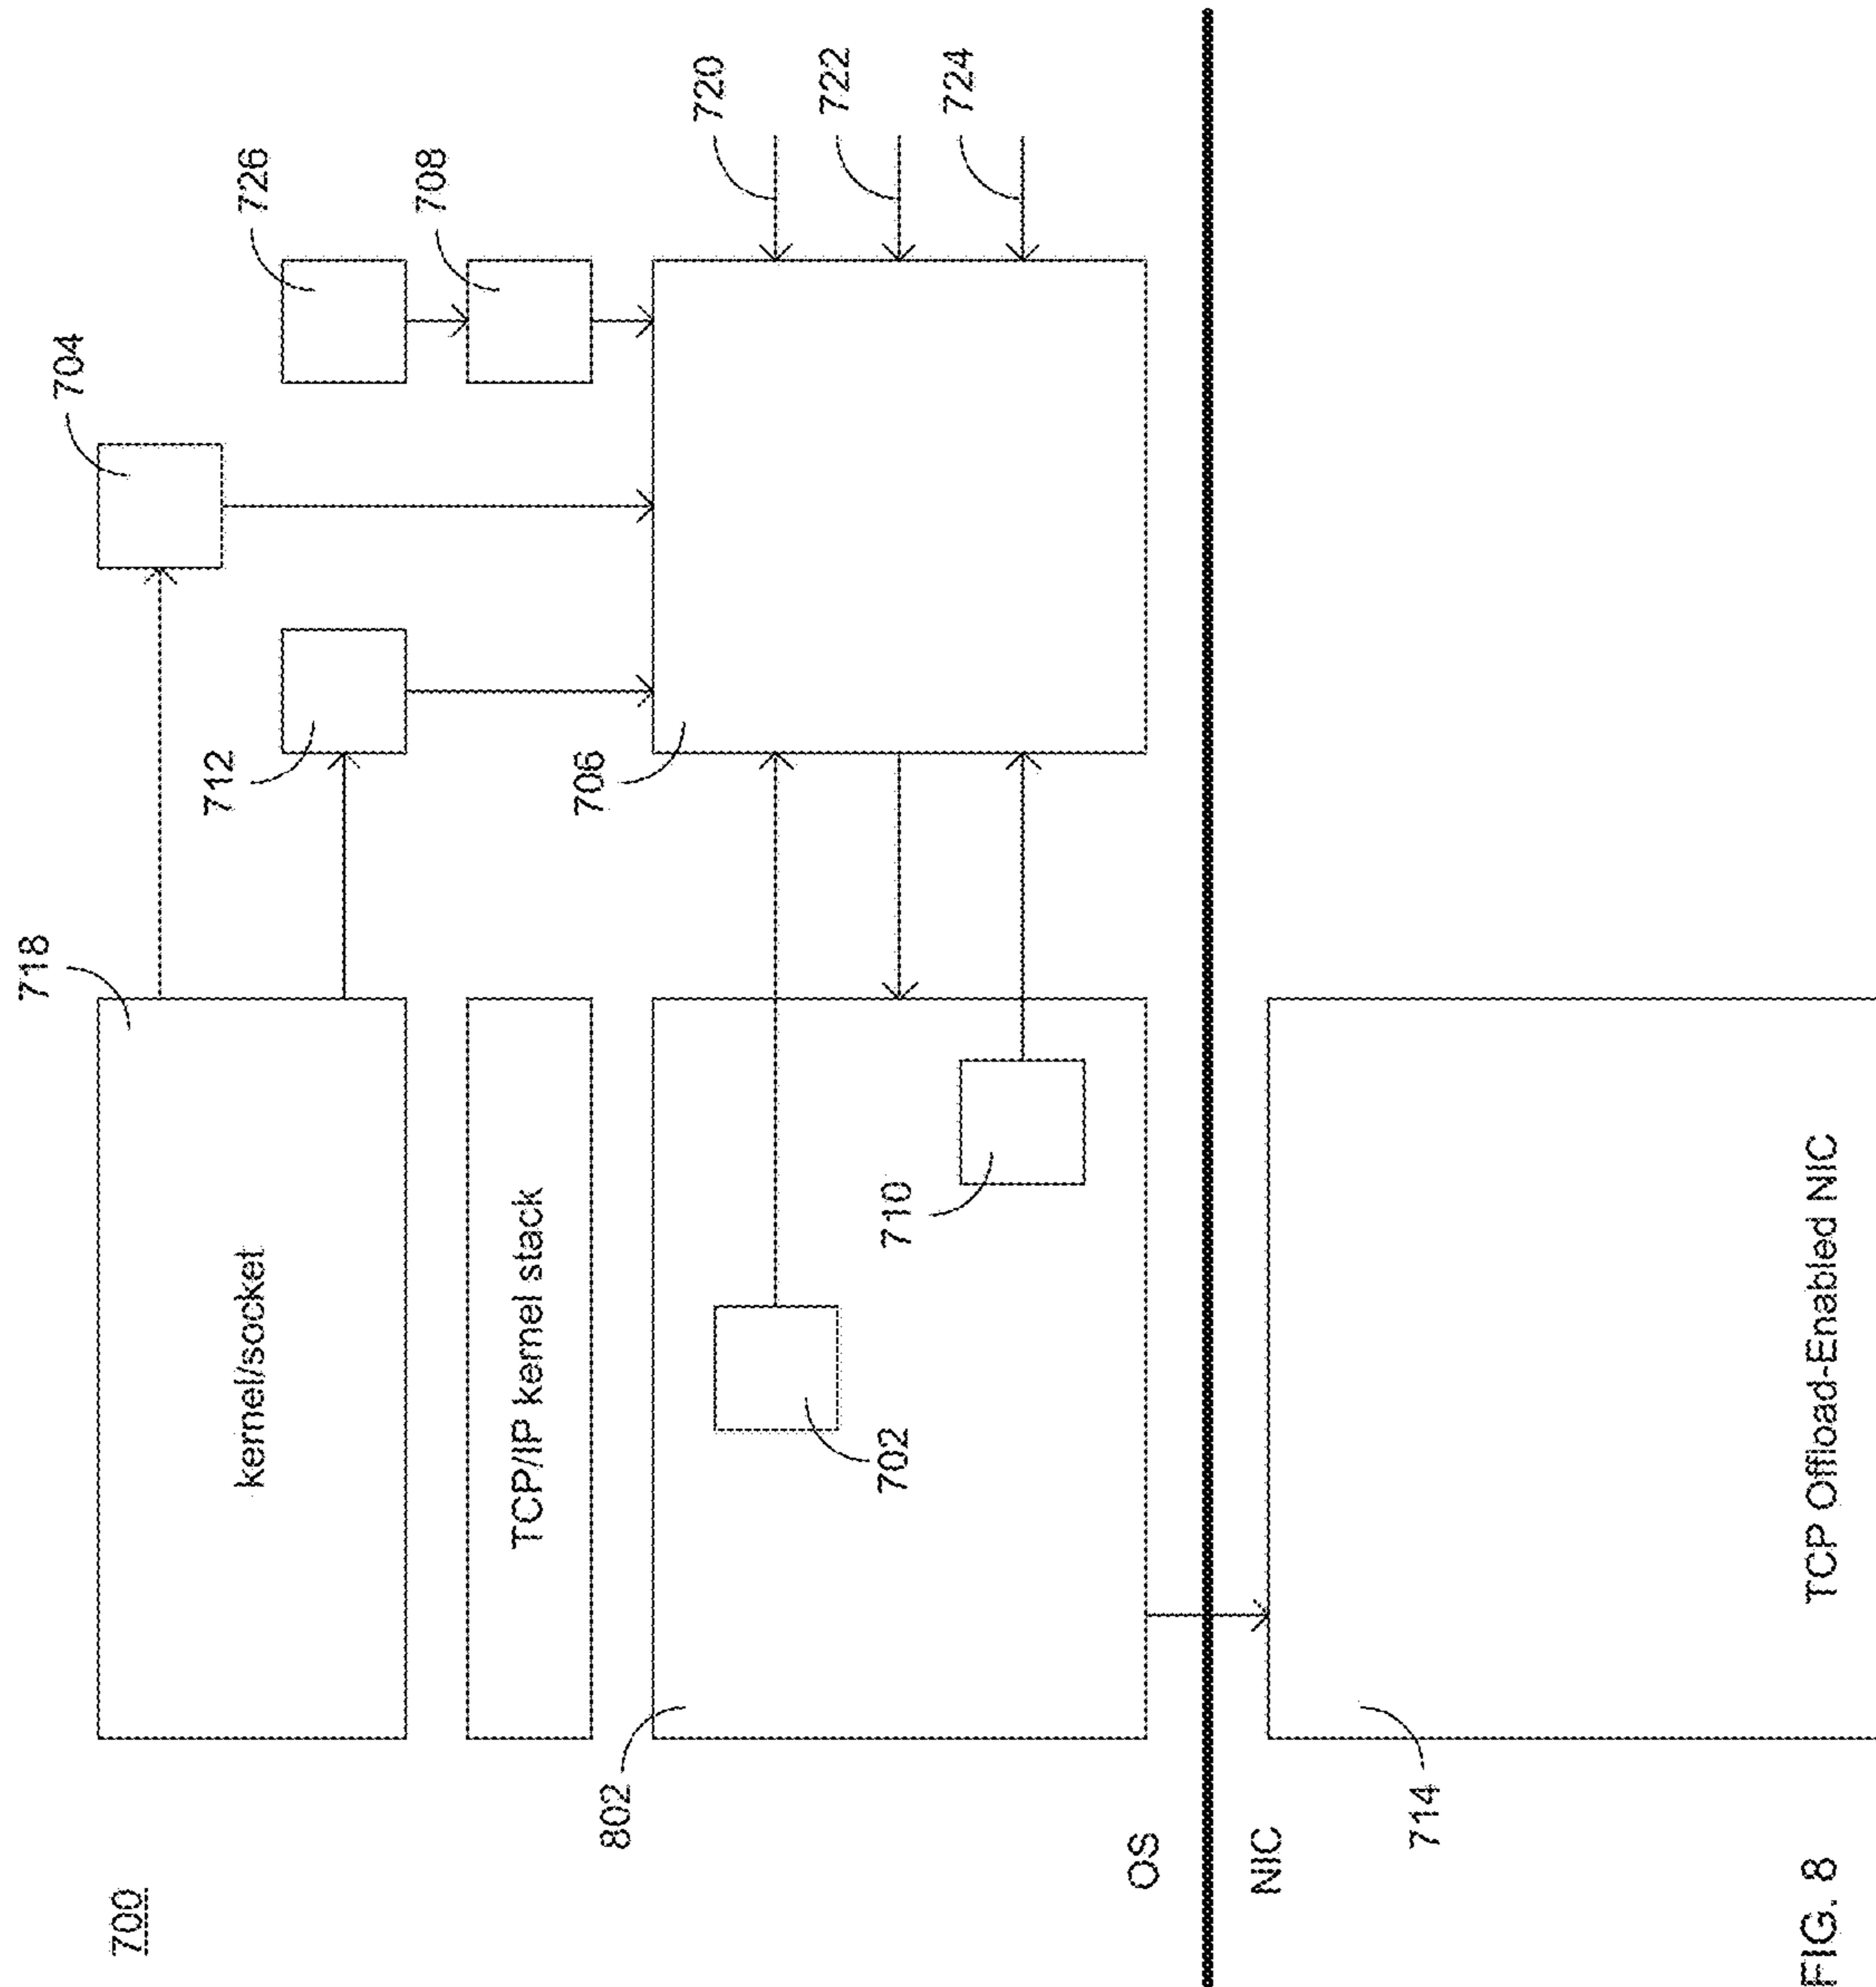 700
718
704
726
708
712
706
720
722
724
kernel/socket
TCP/IP kernel stack
802
702
710
OS
NIC
714
TCP Offload-Enabled NIC
FIG. 8